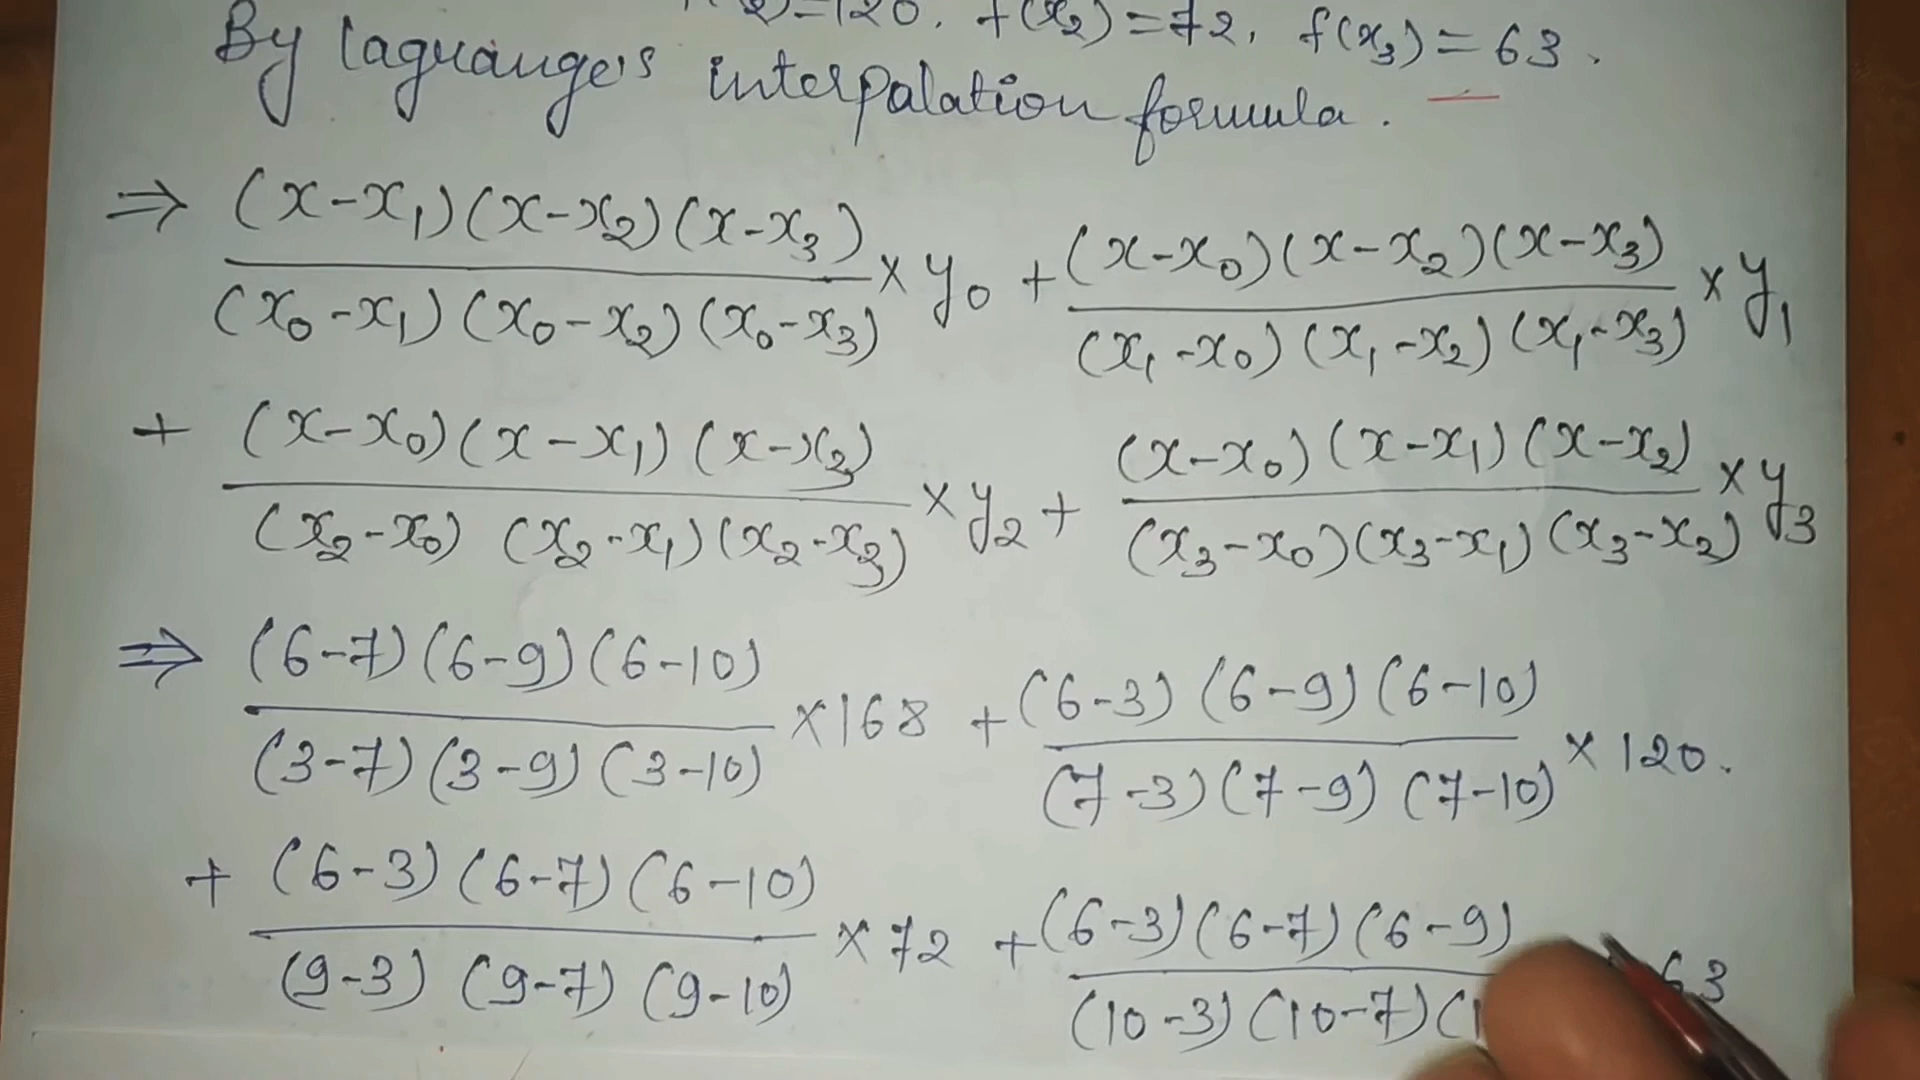 =120. f(x₂)=72, f(x₃)=63.
By lagrange's interpalation formula.
⇒ (x-x₁)(x-x₂)(x-x₃)/(x₀-x₁)(x₀-x₂)(x₀-x₃) × y₀ + (x-x₀)(x-x₂)(x-x₃)/(x₁-x₀)(x₁-x₂)(x₁-x₃) × y₁
+ (x-x₀)(x-x₁)(x-x₃)/(x₂-x₀)(x₂-x₁)(x₂-x₃) × y₂ + (x-x₀)(x-x₁)(x-x₂)/(x₃-x₀)(x₃-x₁)(x₃-x₂) × y₃
⇒ (6-7)(6-9)(6-10)/(3-7)(3-9)(3-10) × 168 + (6-3)(6-9)(6-10)/(7-3)(7-9)(7-10) × 120.
+ (6-3)(6-7)(6-10)/(9-3)(9-7)(9-10) × 72 + (6-3)(6-7)(6-9)/(10-3)(10-7)( 63